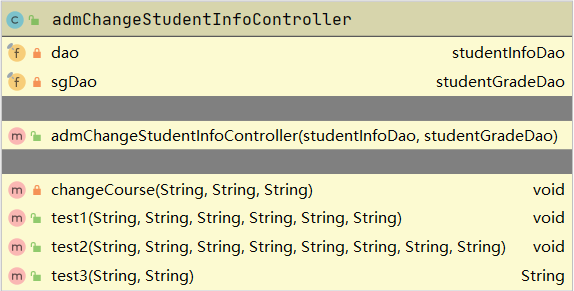 admChangeStudentInfoController
dao studentInfoDao
sgDao studentGradeDao
admChangeStudentInfoController(studentInfoDao, studentGradeDao)
changeCourse(String, String, String) void
test1(String, String, String, String, String, String) void
test2(String, String, String, String, String, String, String, String) void
test3(String, String) String